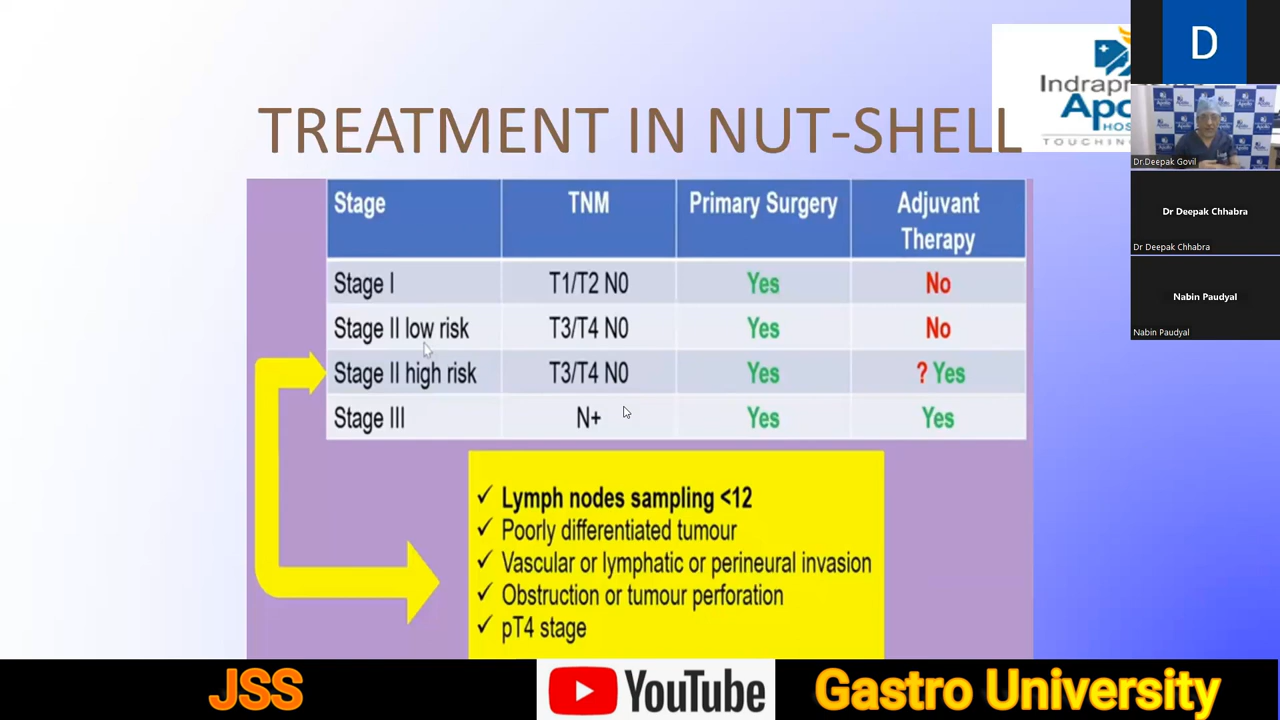 TREATMENT IN NUT-SHELL
Indrapr
Apo
HOS
TOUCHIN
D
Dr.Deepak Govil
Dr Deepak Chhabra
Dr Deepak Chhabra
Nabin Paudyal
Nabin Paudyal
Stage TNM Primary Surgery Adjuvant Therapy
Stage I T1/T2 N0 Yes No
Stage II low risk T3/T4 N0 Yes No
Stage II high risk T3/T4 N0 Yes ? Yes
Stage III N+ Yes Yes
✓ Lymph nodes sampling <12
✓ Poorly differentiated tumour
✓ Vascular or lymphatic or perineural invasion
✓ Obstruction or tumour perforation
✓ pT4 stage
JSS YouTube Gastro University